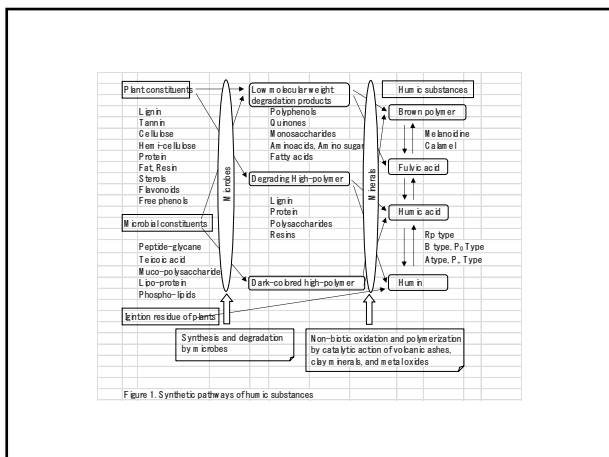 Plant constituents
Lignin
Tannin
Cellulose
Hemi-cellulose
Protein
Fat, Resin
Sterols
Flavonoids
Free phenols
Microbial constituents
Peptide-glycane
Teicoic acid
Muco-polysaccharide
Lipo-protein
Phospho-lipids
Igintion residue of plants
Microbes
Low molecular weight
degradation products
Polyphenols
Quinones
Monosaccharides
Aminoacids, Amino sugar
Fatty acids
Degrading High-polymer
Lignin
Protein
Polysaccharides
Resins
Dark-colored high-polymer
Minerals
Humic substances
Brown polymer
Melanoidine
Calamel
Fulvic acid
Humic acid
Rp type
B type, P₀ Type
A type, P₊ Type
Humin
Synthesis and degradation
by microbes
Non-biotic oxidation and polymerization
by catalytic action of volcanic ashes,
clay minerals, and metal oxides
Figure 1. Synthetic pathways of humic substances